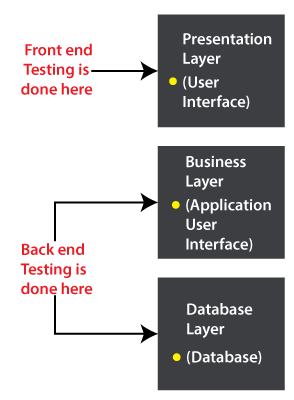 Front end
Testing is
done here
Presentation
Layer
(User
Interface)
Business
Layer
(Application
User
Interface)
Back end
Testing is
done here
Database
Layer
(Database)